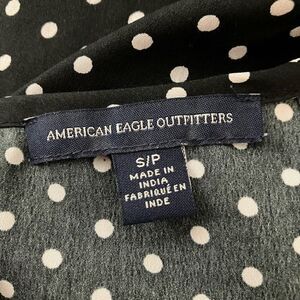 AMERICAN EAGLE OUTFITTERS
S/P
MADE IN
INDIA
FABRIQUÉ EN
INDE